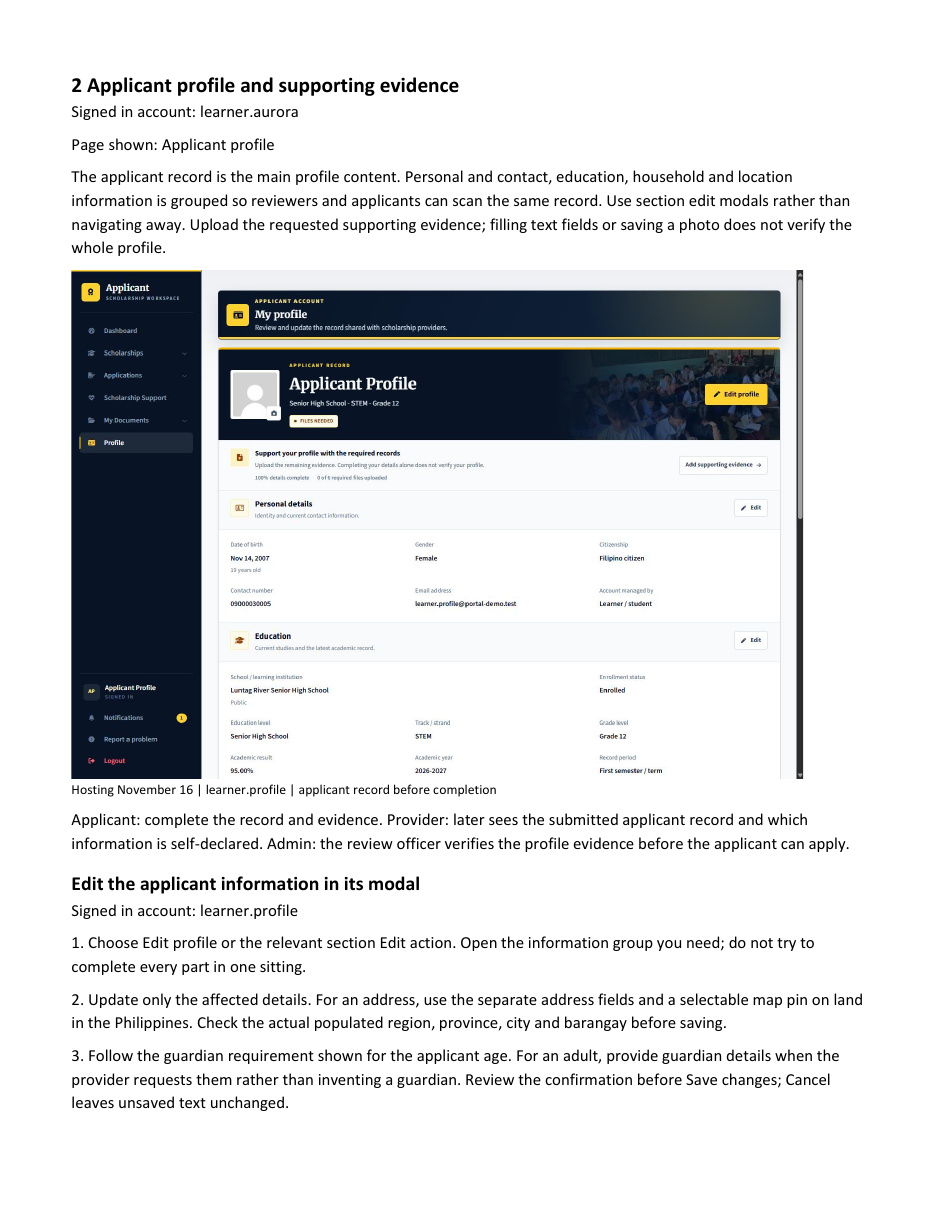 2 Applicant profile and supporting evidence
Signed in account: learner.aurora
Page shown: Applicant profile
The applicant record is the main profile content. Personal and contact, education, household and location
information is grouped so reviewers and applicants can scan the same record. Use section edit modals rather than
navigating away. Upload the requested supporting evidence; filling text fields or saving a photo does not verify the
whole profile.
Applicant
SCHOLARSHIP WORKSPACE
Dashboard
Scholarships
Applications
Scholarship Support
My Documents
Profile
Applicant Profile
AP
SIGNED IN
Notifications
1
Report a problem
Logout
APPLICANT ACCOUNT
My profile
Review and update the record shared with scholarship providers.
APPLICANT RECORD
Applicant Profile
Senior High School - STEM - Grade 12
FILES NEEDED
Edit profile
Support your profile with the required records
Upload the remaining evidence. Completing your details alone does not verify your profile.
100% details complete 0 of 6 required files uploaded
Add supporting evidence →
Personal details
Identity and current contact information.
Edit
Date of birth Gender Citizenship
Nov 14, 2007 Female Filipino citizen
years old
Contact number Email address Account managed by
09000030005 learner.profile@portal-demo.test Learner / student
Education
Current studies and the latest academic record.
Edit
School / learning institution Enrollment status
Luntag River Senior High School Enrolled
Public
Education level Track / strand Grade level
Senior High School STEM Grade 12
Academic result Academic year Record period
95.00% 2026-2027 First semester / term
Hosting November 16 | learner.profile | applicant record before completion
Applicant: complete the record and evidence. Provider: later sees the submitted applicant record and which
information is self-declared. Admin: the review officer verifies the profile evidence before the applicant can apply.
Edit the applicant information in its modal
Signed in account: learner.profile
1. Choose Edit profile or the relevant section Edit action. Open the information group you need; do not try to
complete every part in one sitting.
2. Update only the affected details. For an address, use the separate address fields and a selectable map pin on land
in the Philippines. Check the actual populated region, province, city and barangay before saving.
3. Follow the guardian requirement shown for the applicant age. For an adult, provide guardian details when the
provider requests them rather than inventing a guardian. Review the confirmation before Save changes; Cancel
leaves unsaved text unchanged.